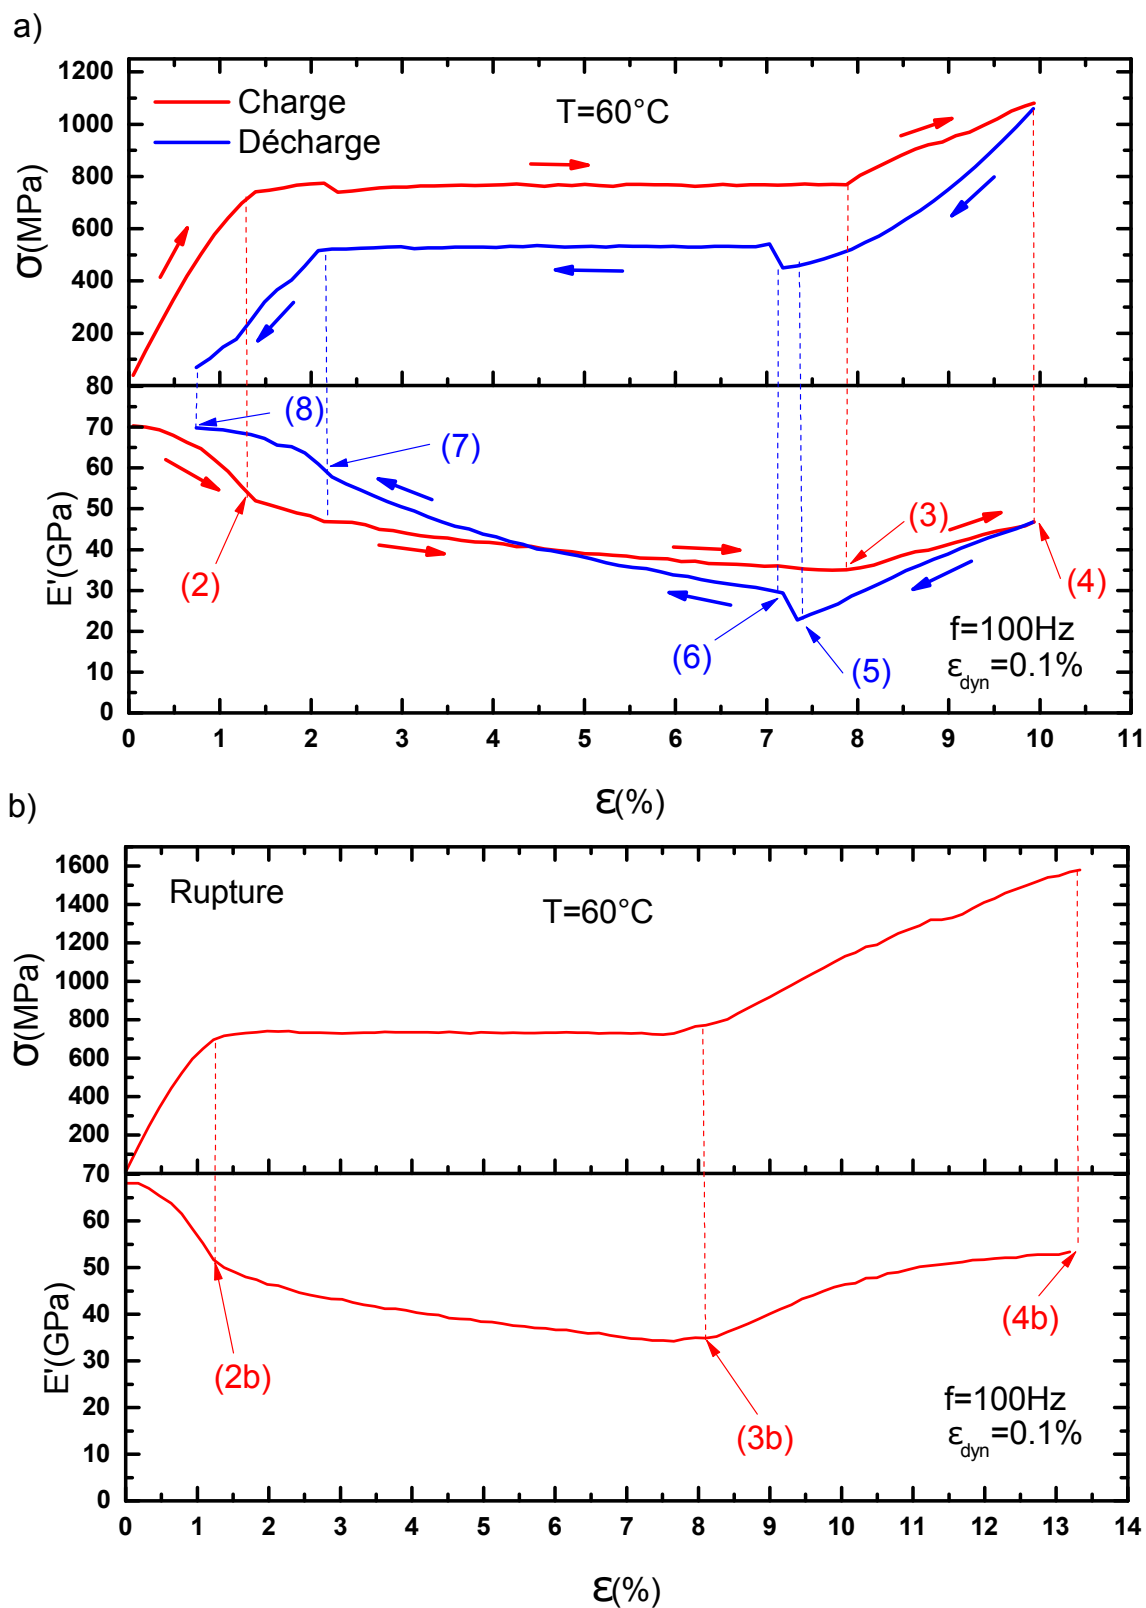 a)
1200
1000
800
600
400
200
80
σ(MPa)
Charge
Décharge
T=60°C
70
60
50
40
30
20
10
0
E'(GPa)
(8)
(7)
(2)
(3)
(4)
(6)
(5)
f=100Hz
ε_dyn=0.1%
0 1 2 3 4 5 6 7 8 9 10 11
ε(%)
b)
1600
1400
1200
1000
800
600
400
200
70
σ(MPa)
Rupture
T=60°C
60
50
40
30
20
10
0
E'(GPa)
(2b)
(3b)
(4b)
f=100Hz
ε_dyn=0.1%
0 1 2 3 4 5 6 7 8 9 10 11 12 13 14
ε(%)